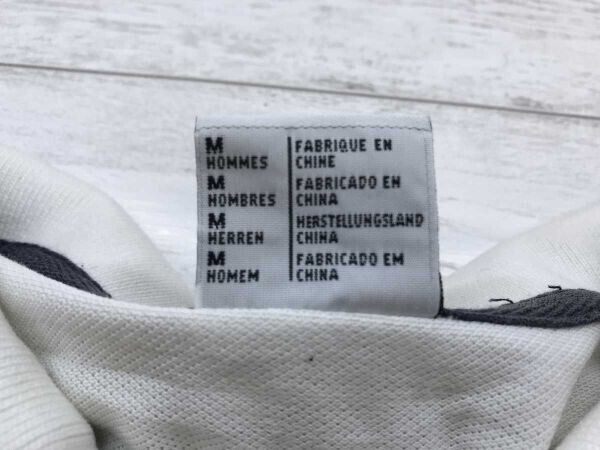 M
HOMMES
FABRIQUE EN
CHINE
M
HOMBRES
FABRICADO EN
CHINA
M
HERREN
HERSTELLUNGSLAND
CHINA
M
HOMEM
FABRICADO EM
CHINA